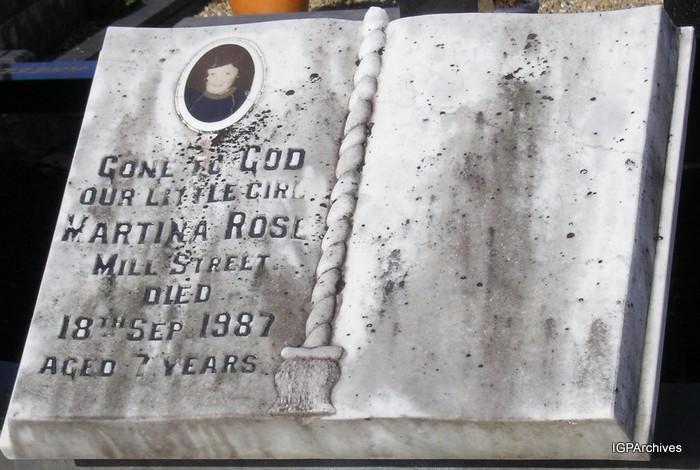 GONE TO GOD
OUR LITTLE GIRL
MARTINA ROSE
MILL STREET
DIED
18TH SEP 1987
AGED 7 YEARS.
IGPArchives